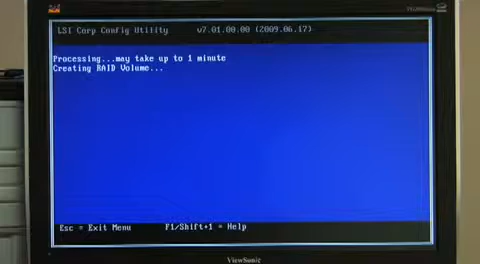 LSI Corp Config Utility v7.01.00.00 (2009.06.17)
Processing...may take up to 1 minute
Creating RAID Volume...
Esc = Exit Menu F1/Shift+1 = Help
ViewSonic